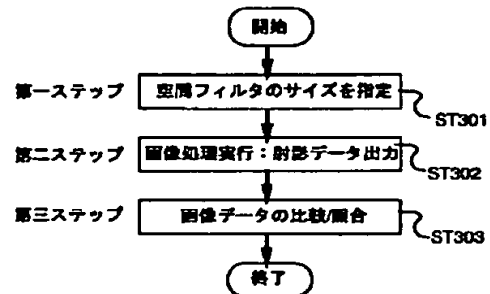 開始
第一ステップ 空間フィルタのサイズを指定
ST301
第二ステップ 画像処理実行:射影データ出力
ST302
第三ステップ 画像データの比較/照合
ST303
終了